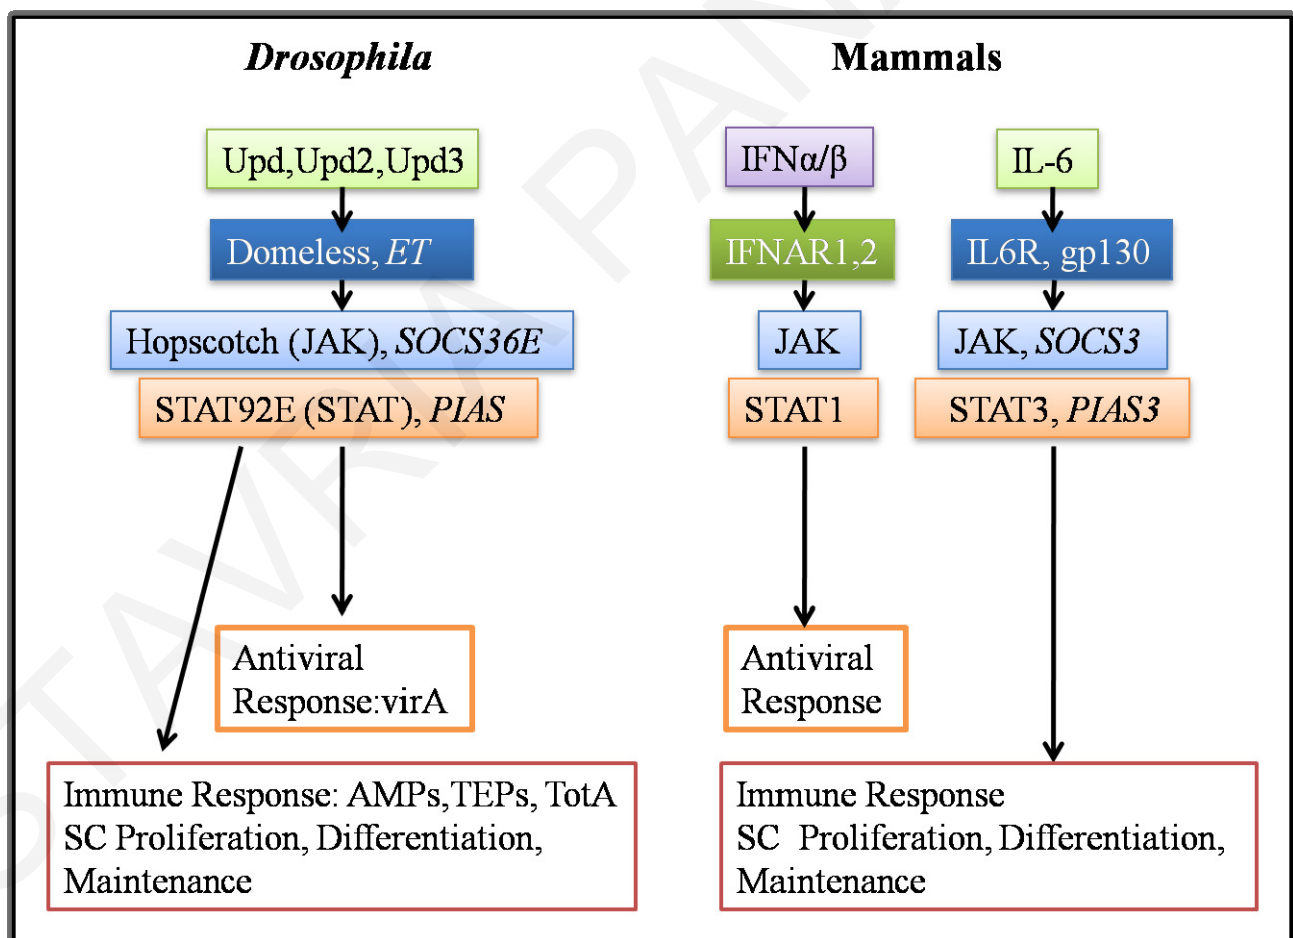 Drosophila
Upd,Upd2,Upd3
Domeless, ET
Hopscotch (JAK), SOCS36E
STAT92E (STAT), PIAS
Antiviral
Response:virA
Immune Response: AMPs,TEPs, TotA
SC Proliferation, Differentiation,
Maintenance
Mammals
IFNα/β
IFNAR1,2
JAK
STAT1
Antiviral
Response
IL-6
IL6R, gp130
JAK, SOCS3
STAT3, PIAS3
Immune Response
SC Proliferation, Differentiation,
Maintenance
STAVRIA PAN